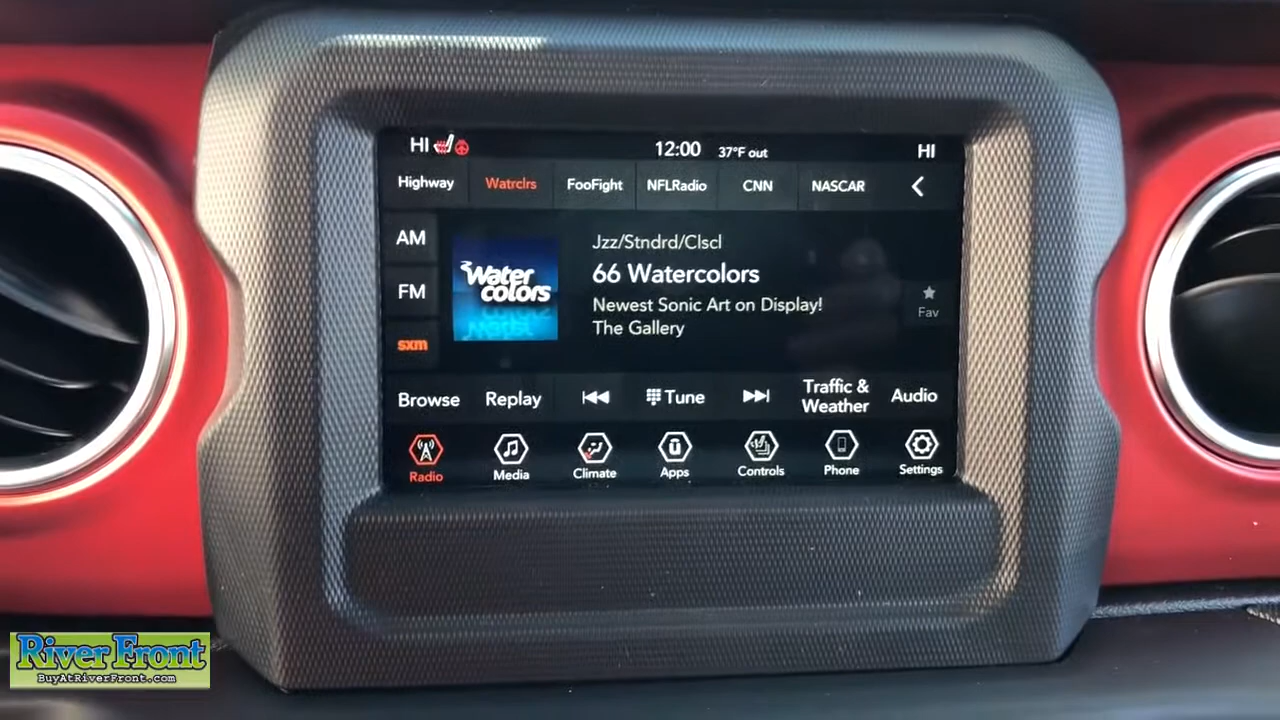 HI 12:00 37°F out HI
Highway Watrclrs FooFight NFLRadio CNN NASCAR
AM
FM
sxm
Water
colors
Jzz/Stndrd/Clscl
66 Watercolors
Newest Sonic Art on Display!
The Gallery
Fav
Browse Replay Tune Traffic & Weather Audio
Radio Media Climate Apps Controls Phone Settings
River Front
BuyAtRiverFront.com